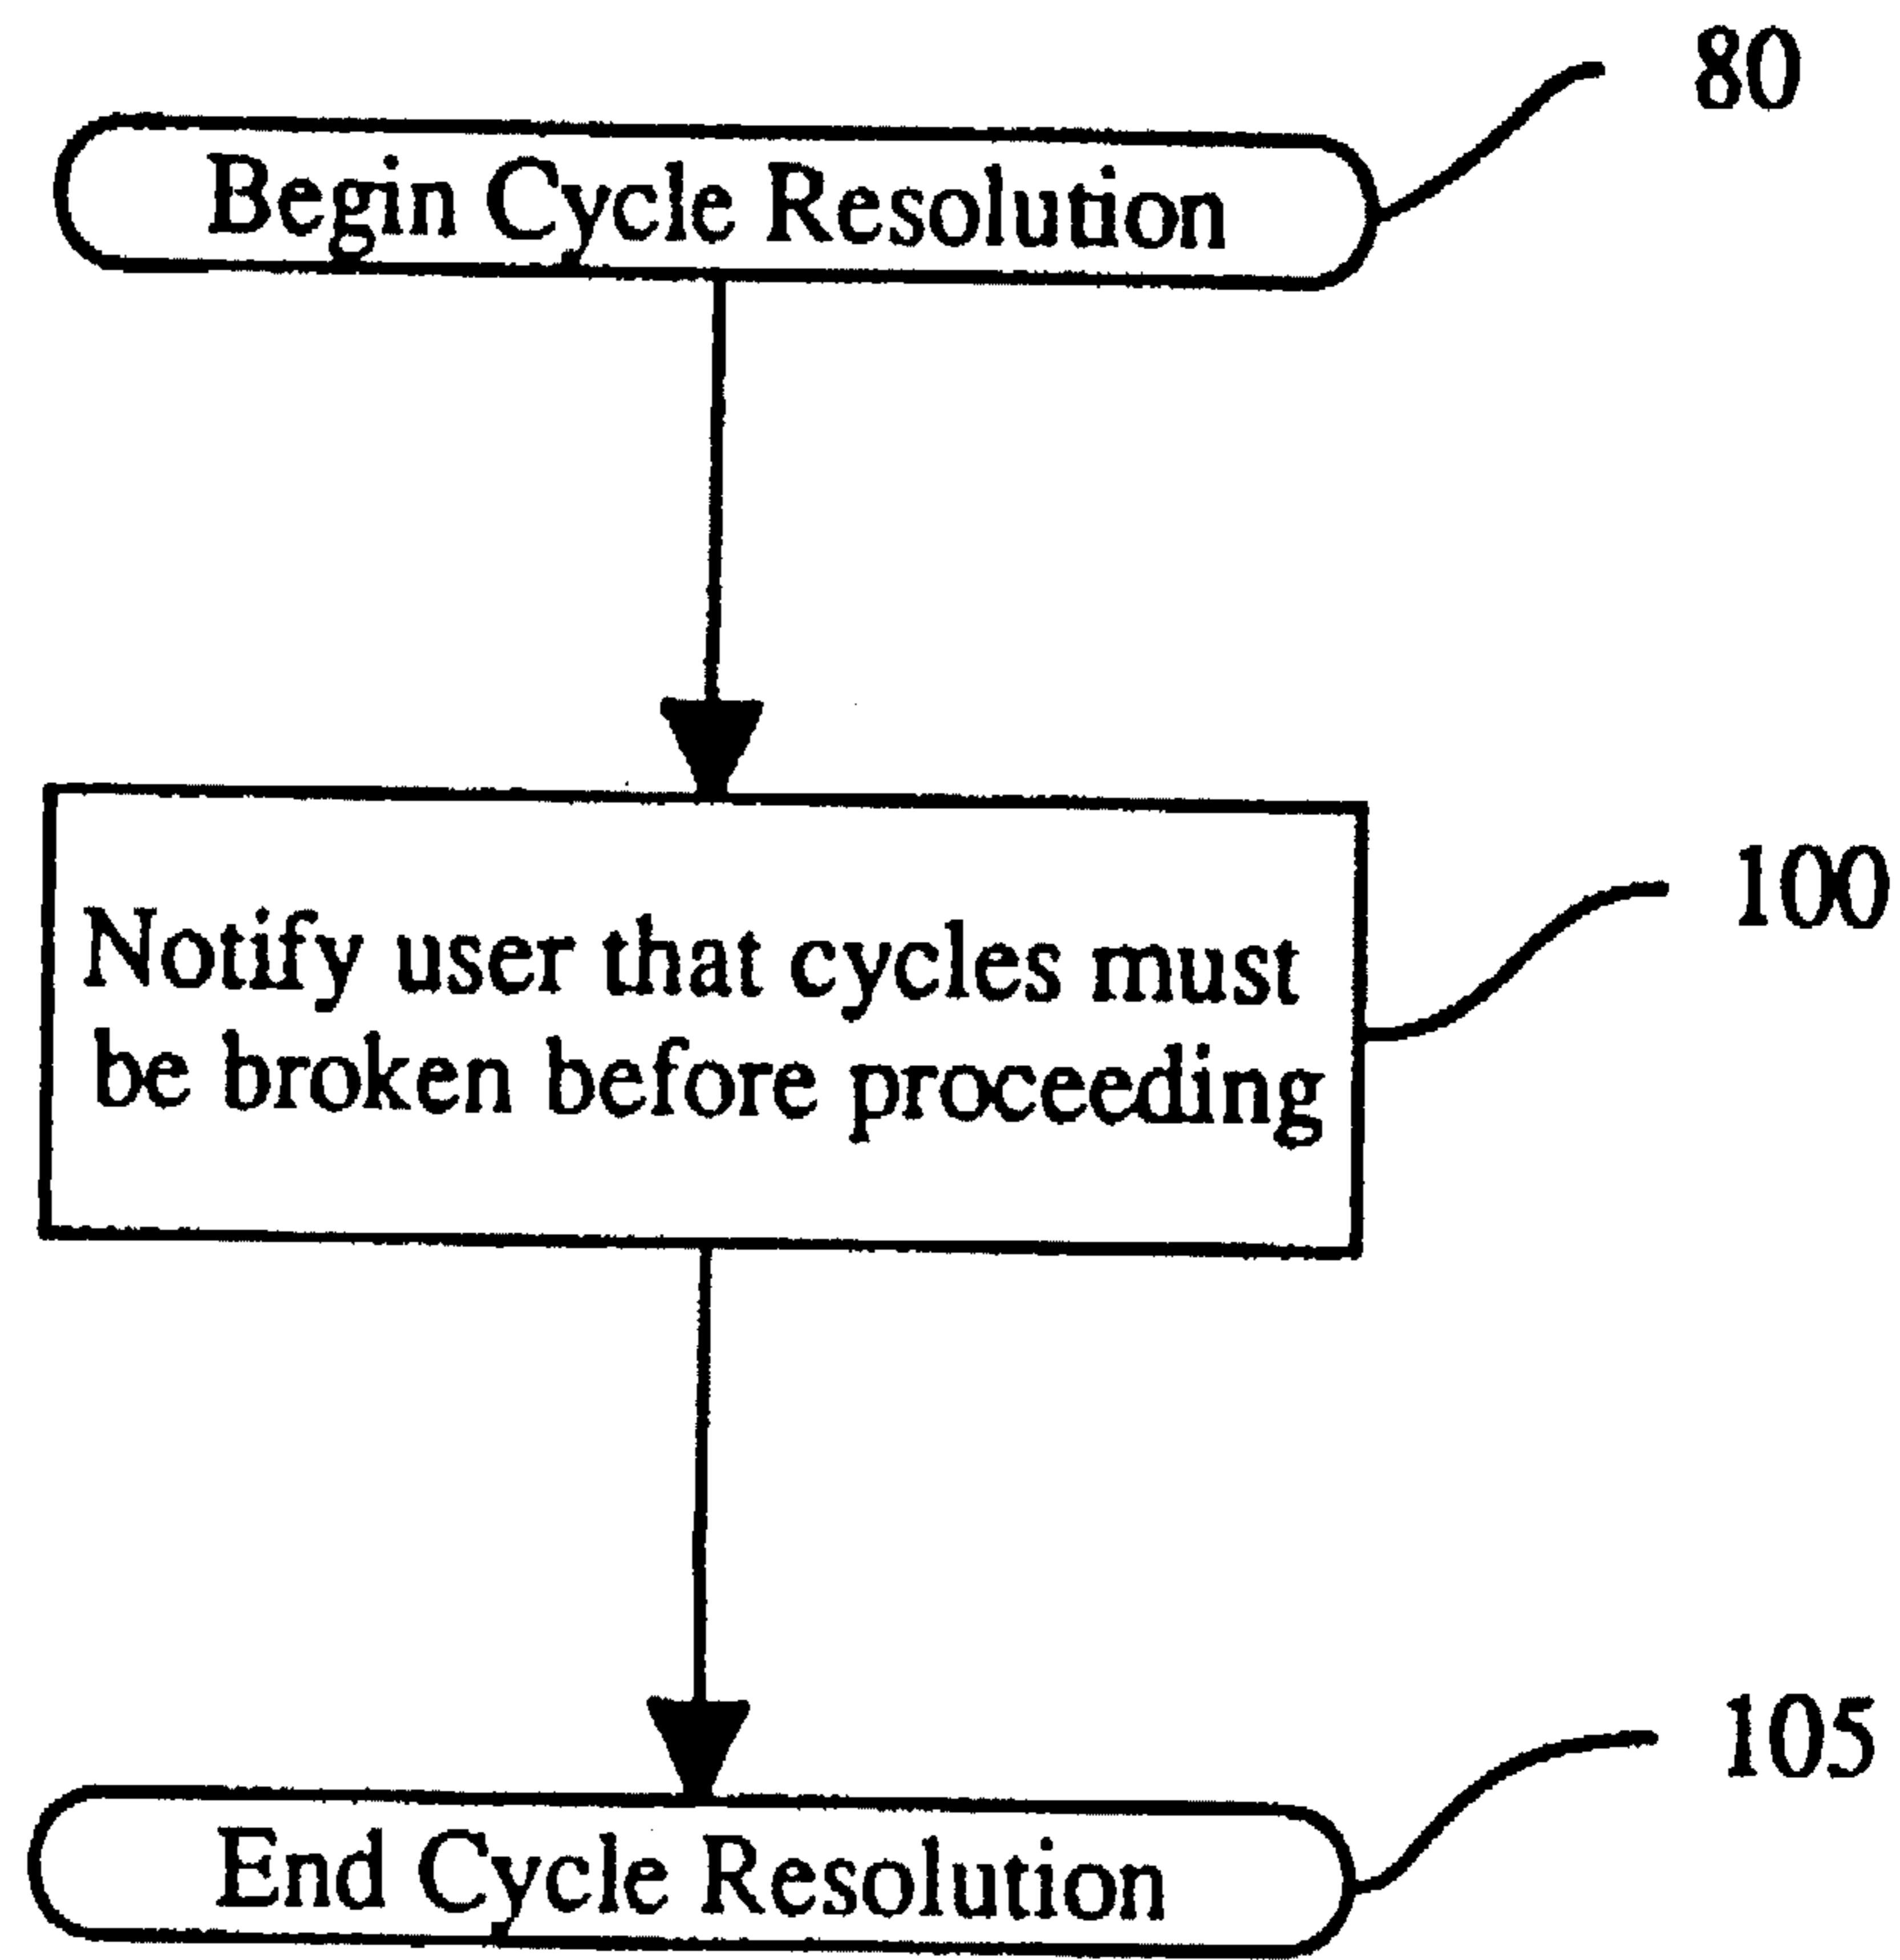 80
Begin Cycle Resolution
100
Notify user that cycles must
be broken before proceeding
105
End Cycle Resolution